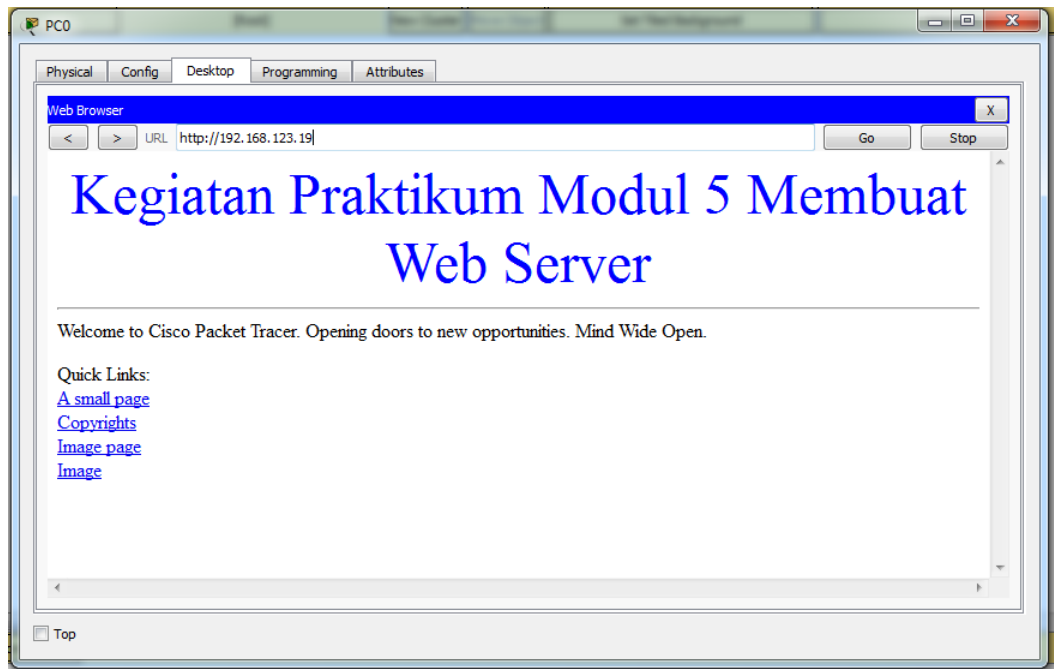 PC0
Physical Config Desktop Programming Attributes
Web Browser X
< > URL http://192.168.123.19 Go Stop
Kegiatan Praktikum Modul 5 Membuat
Web Server
Welcome to Cisco Packet Tracer. Opening doors to new opportunities. Mind Wide Open.
Quick Links:
A small page
Copyrights
Image page
Image
Top